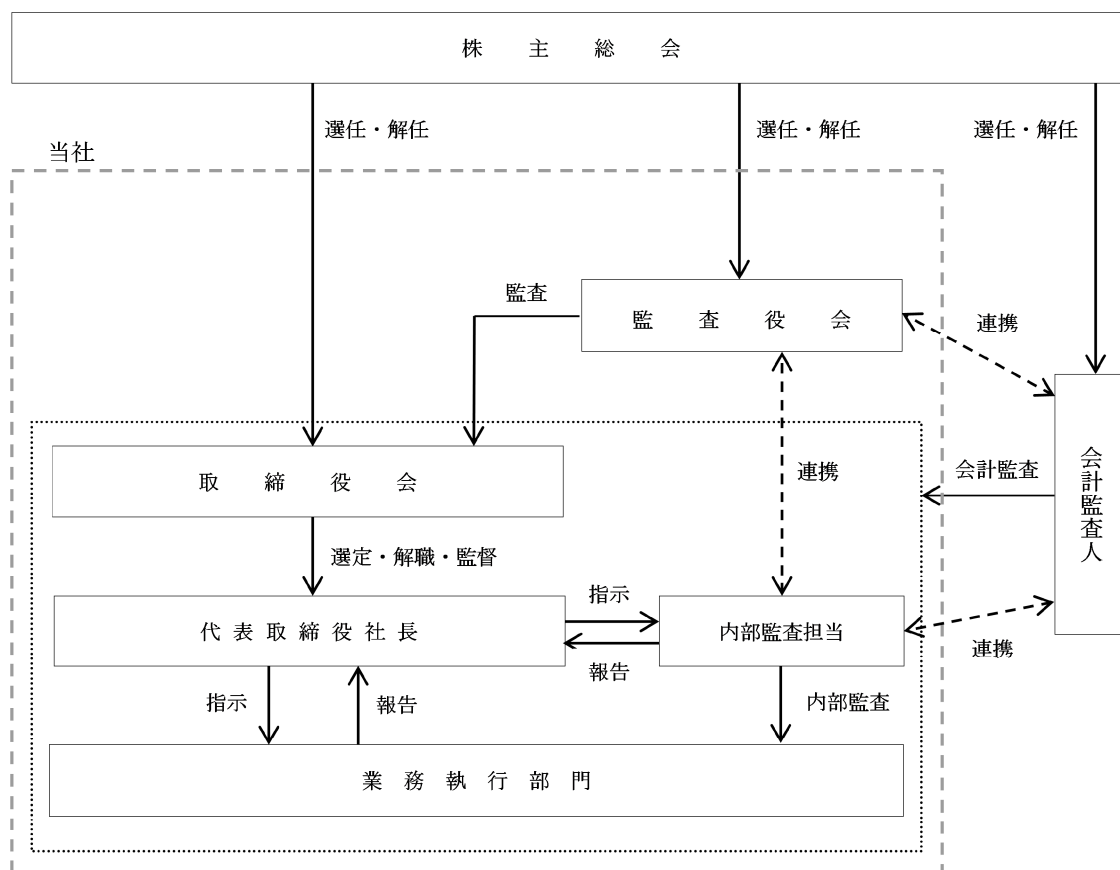 株主総会
選任・解任
選任・解任
選任・解任
当社
監査
監査役会
連携
会計監査人
取締役会
連携
会計監査
選定・解職・監督
指示
代表取締役社長
内部監査担当
報告
連携
指示
報告
内部監査
業務執行部門